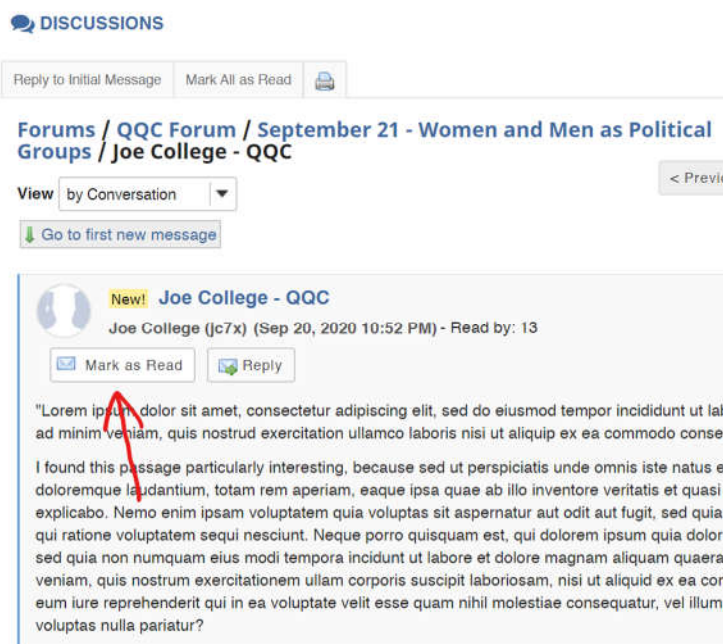 DISCUSSIONS
Reply to Initial Message Mark All as Read
Forums / QQC Forum / September 21 - Women and Men as Political
Groups / Joe College - QQC
< Previ
View by Conversation
Go to first new message
New! Joe College - QQC
Joe College (jc7x) (Sep 20, 2020 10:52 PM) - Read by: 13
Mark as Read Reply
"Lorem ipsum dolor sit amet, consectetur adipiscing elit, sed do eiusmod tempor incididunt ut lab
ad minim veniam, quis nostrud exercitation ullamco laboris nisi ut aliquip ex ea commodo conse
I found this passage particularly interesting, because sed ut perspiciatis unde omnis iste natus e
doloremque laudantium, totam rem aperiam, eaque ipsa quae ab illo inventore veritatis et quasi
explicabo. Nemo enim ipsam voluptatem quia voluptas sit aspernatur aut odit aut fugit, sed quia
qui ratione voluptatem sequi nesciunt. Neque porro quisquam est, qui dolorem ipsum quia dolor
sed quia non numquam eius modi tempora incidunt ut labore et dolore magnam aliquam quaera
veniam, quis nostrum exercitationem ullam corporis suscipit laboriosam, nisi ut aliquid ex ea con
eum iure reprehenderit qui in ea voluptate velit esse quam nihil molestiae consequatur, vel illum
voluptas nulla pariatur?